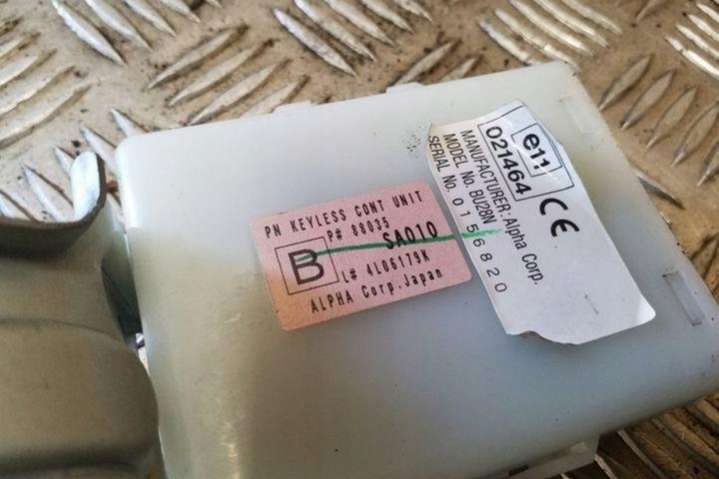 PN KEYLESS CONT UNIT
P# 88035 SA010
B
L# 4L06179K
ALPHA Corp.Japan
e11
021464
CE
MANUFACTURER:Alpha Corp.
MODEL No. BU28N
SERIAL No. 0156820